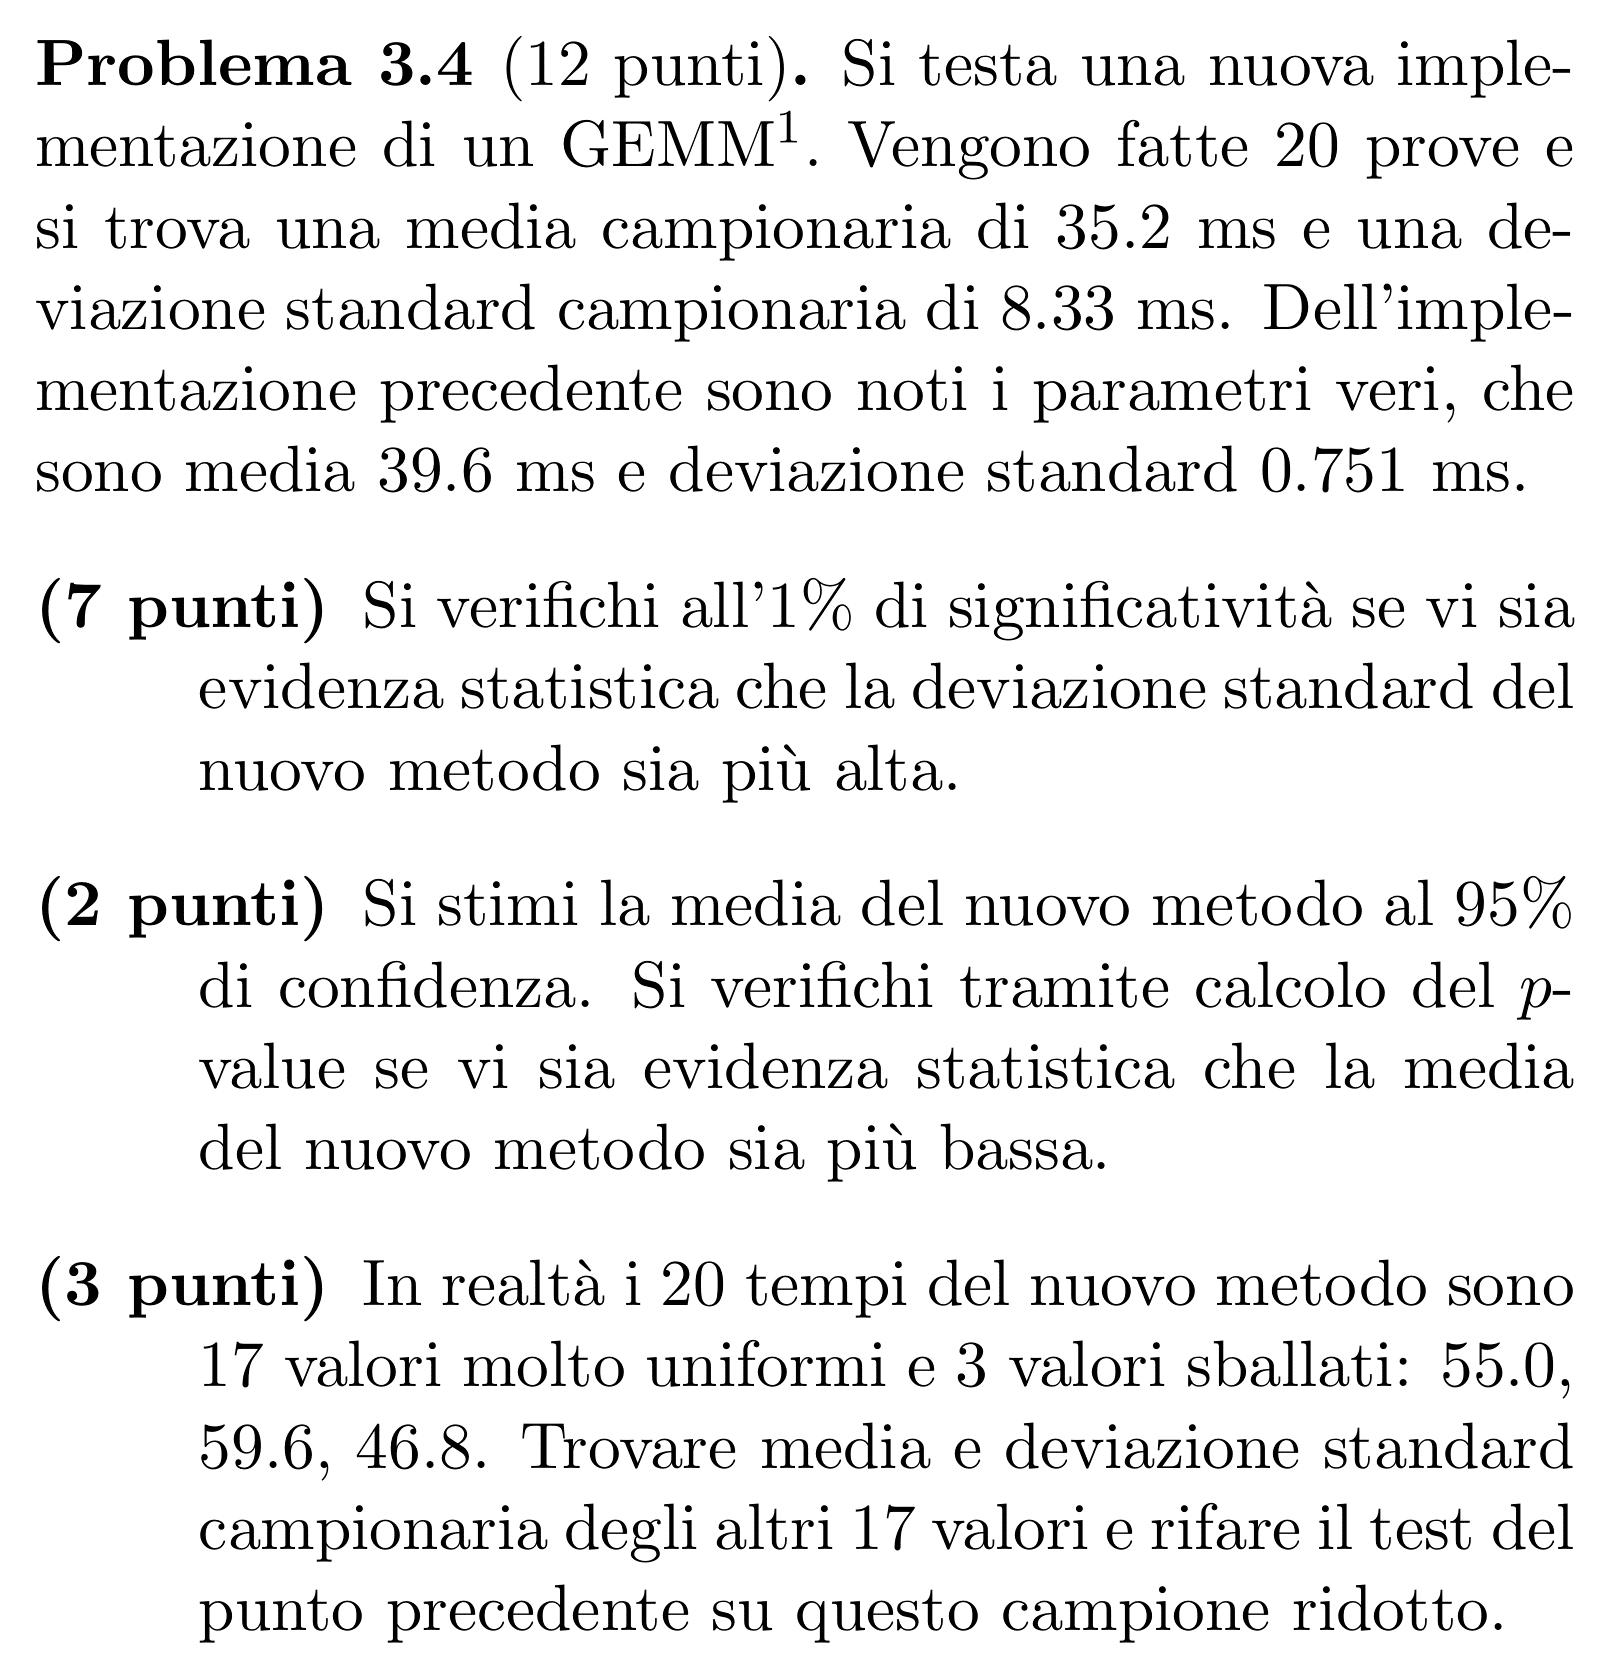 Problema 3.4 (12 punti). Si testa una nuova imple-
mentazione di un GEMM¹. Vengono fatte 20 prove e
si trova una media campionaria di 35.2 ms e una de-
viazione standard campionaria di 8.33 ms. Dell'imple-
mentazione precedente sono noti i parametri veri, che
sono media 39.6 ms e deviazione standard 0.751 ms.
(7 punti) Si verifichi all'1% di significatività se vi sia
evidenza statistica che la deviazione standard del
nuovo metodo sia più alta.
(2 punti) Si stimi la media del nuovo metodo al 95%
di confidenza. Si verifichi tramite calcolo del p-
value se vi sia evidenza statistica che la media
del nuovo metodo sia più bassa.
(3 punti) In realtà i 20 tempi del nuovo metodo sono
17 valori molto uniformi e 3 valori sballati: 55.0,
59.6, 46.8. Trovare media e deviazione standard
campionaria degli altri 17 valori e rifare il test del
punto precedente su questo campione ridotto.